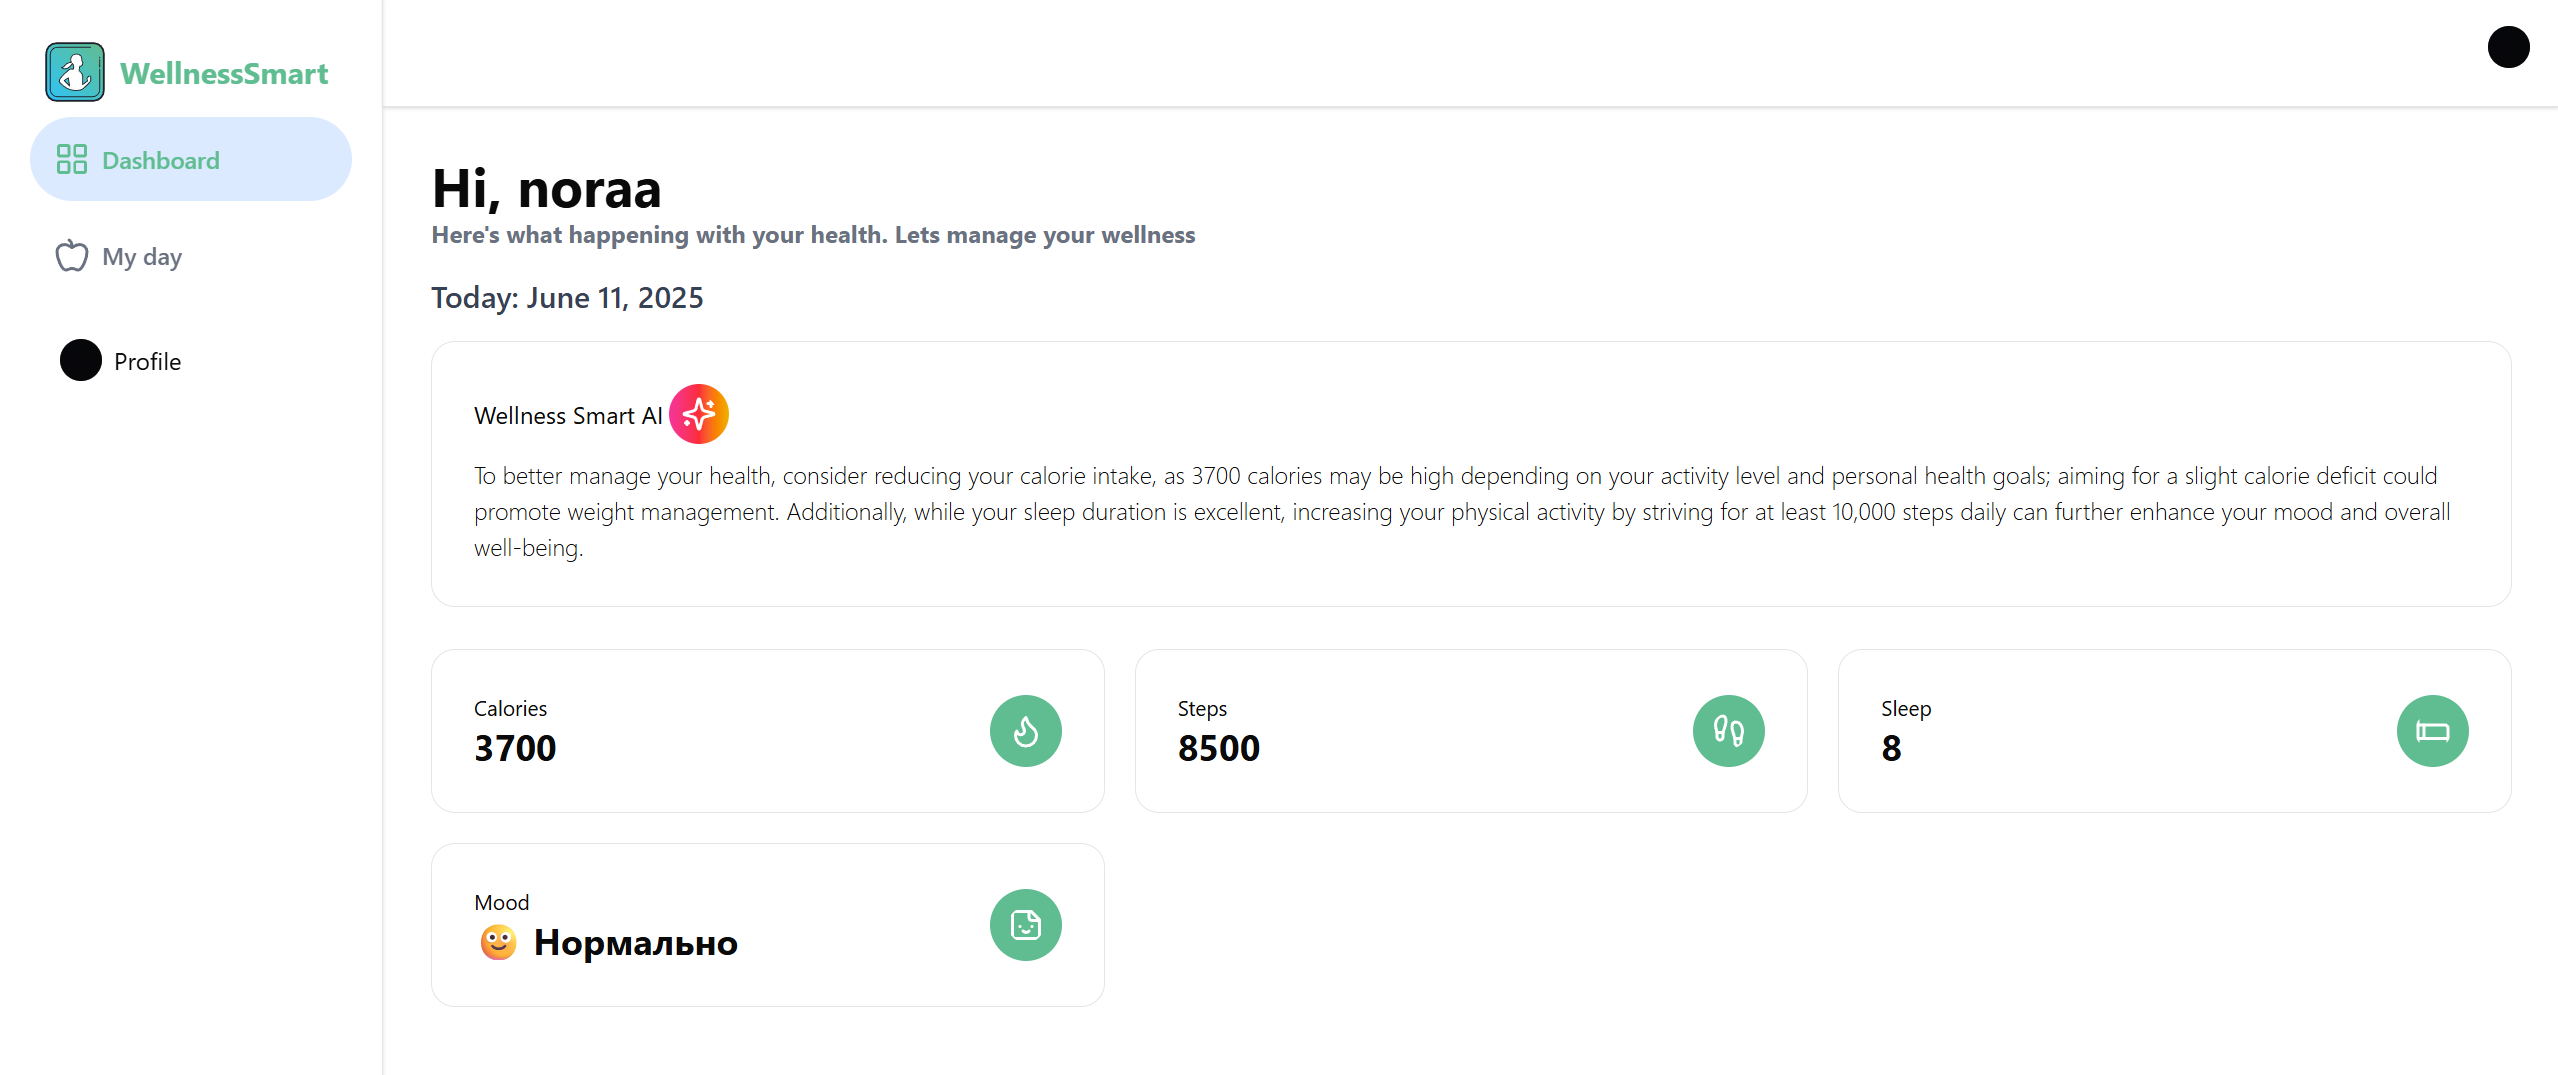 WellnessSmart
Dashboard
My day
Profile
Hi, noraa
Here's what happening with your health. Lets manage your wellness
Today: June 11, 2025
Wellness Smart AI
To better manage your health, consider reducing your calorie intake, as 3700 calories may be high depending on your activity level and personal health goals; aiming for a slight calorie deficit could
promote weight management. Additionally, while your sleep duration is excellent, increasing your physical activity by striving for at least 10,000 steps daily can further enhance your mood and overall
well-being.
Calories
3700
Steps
8500
Sleep
8
Mood
🙂 Нормально